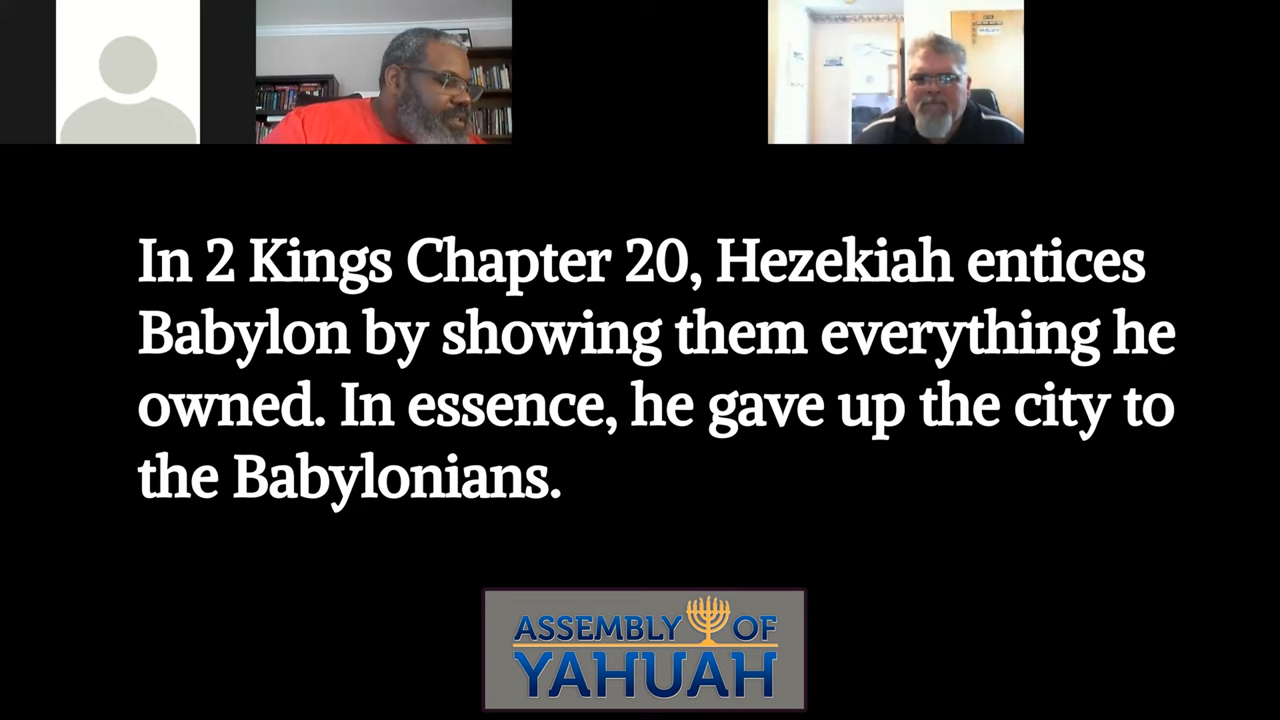 In 2 Kings Chapter 20, Hezekiah entices
Babylon by showing them everything he
owned. In essence, he gave up the city to
the Babylonians.
ASSEMBLY OF
YAHUAH